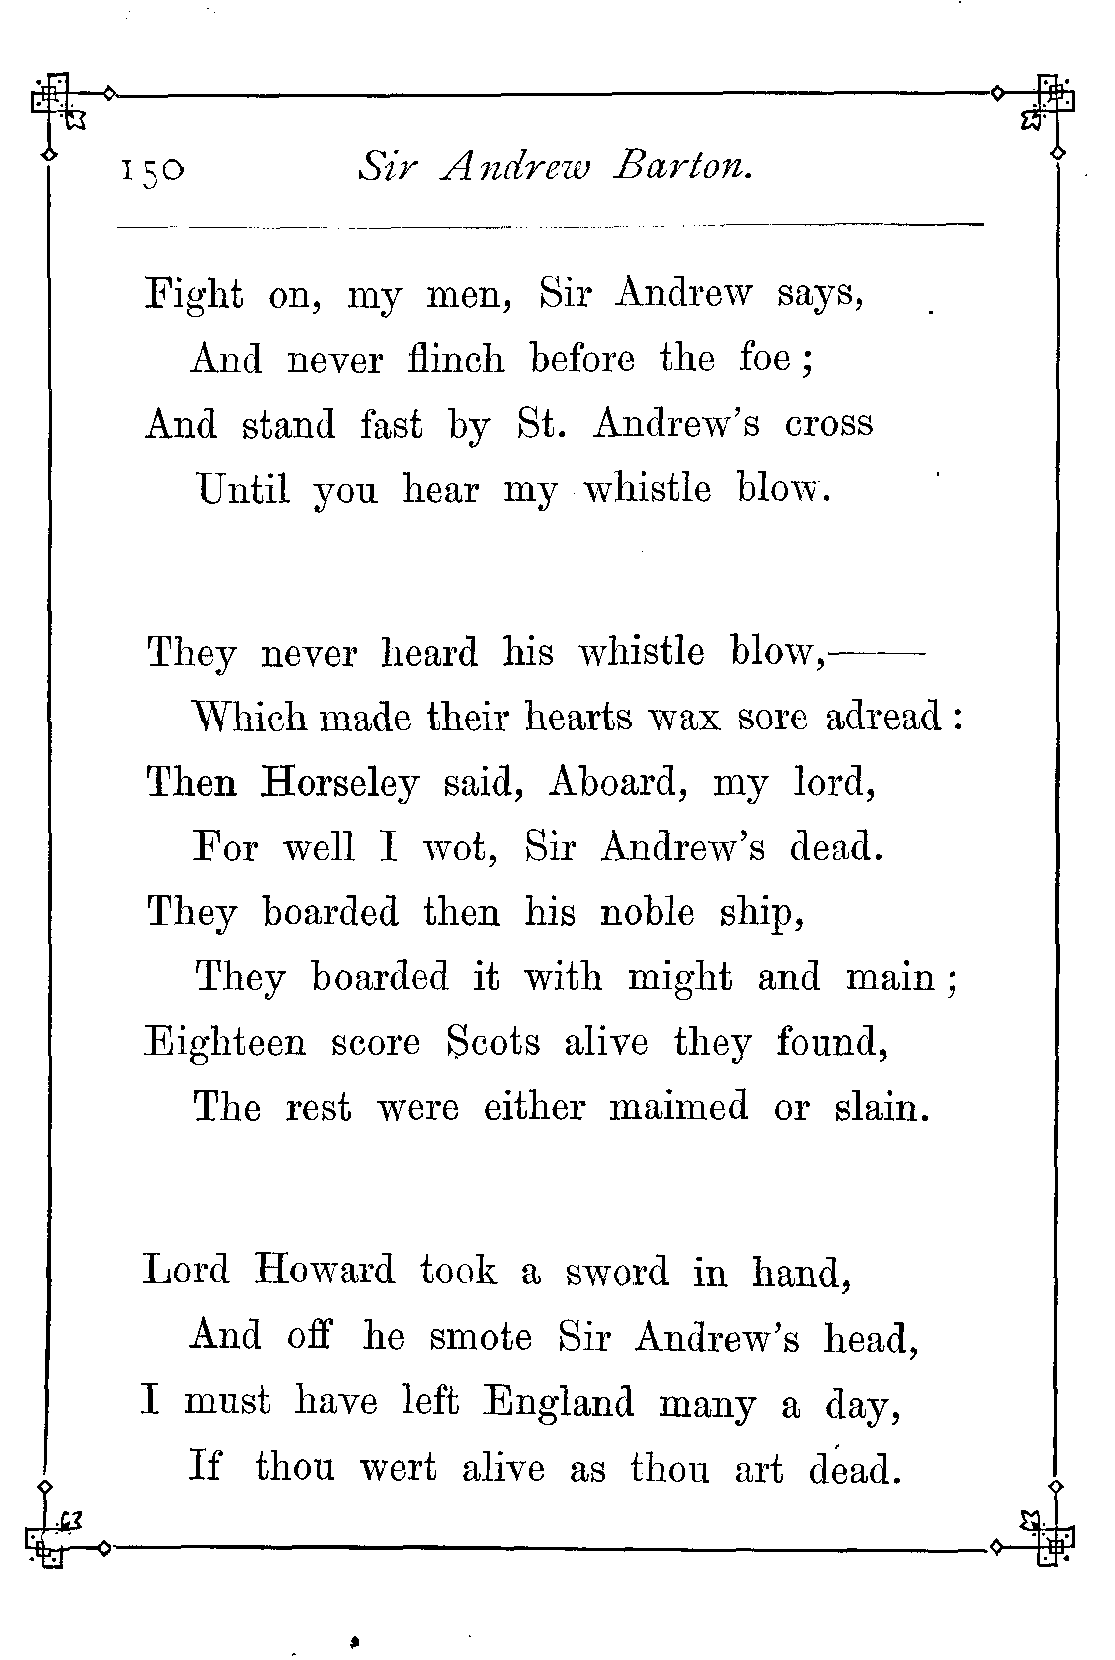 150 Sir Andrew Barton.
Fight on, my men, Sir Andrew says,
And never flinch before the foe;
And stand fast by St. Andrew's cross
Until you hear my whistle blow.
They never heard his whistle blow,——
Which made their hearts wax sore adread:
Then Horseley said, Aboard, my lord,
For well I wot, Sir Andrew's dead.
They boarded then his noble ship,
They boarded it with might and main;
Eighteen score Scots alive they found,
The rest were either maimed or slain.
Lord Howard took a sword in hand,
And off he smote Sir Andrew's head,
I must have left England many a day,
If thou wert alive as thou art dead.